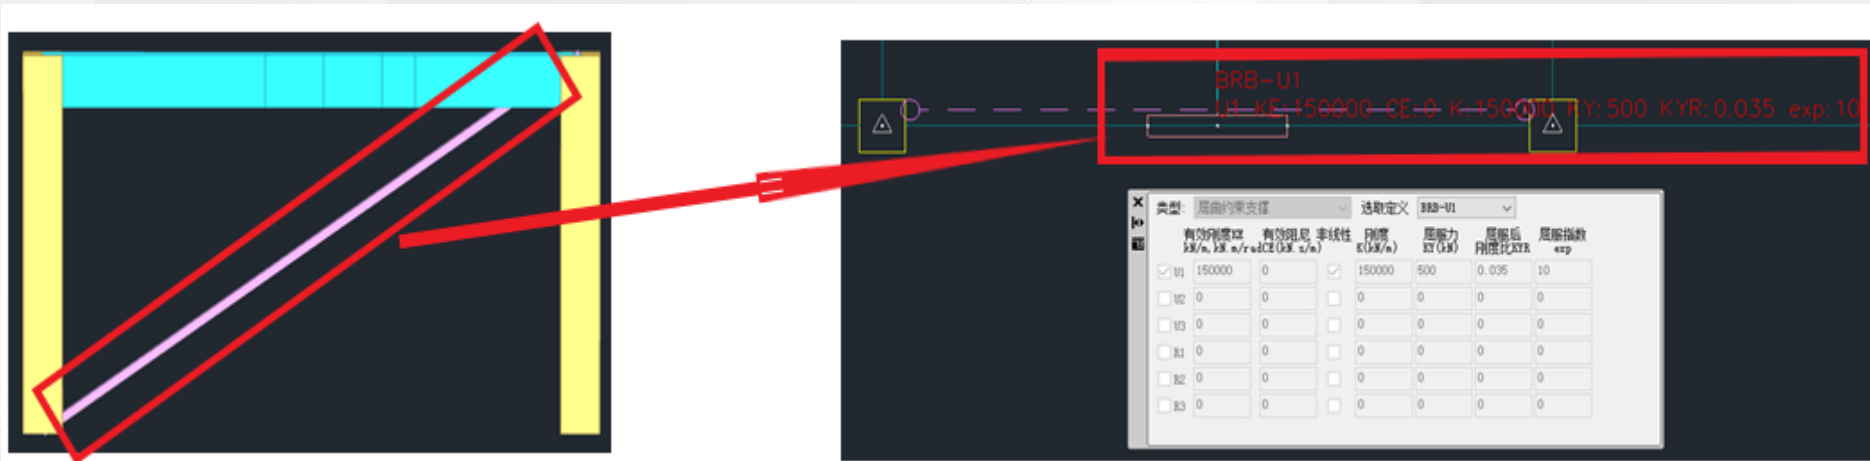 BRB-U1
U1 KE:150000 CE:0 K:150000 KY:500 KYR:0.035 exp:10
类型: 屈曲约束支撑 选取定义 BRB-U1
有效刚度KE 有效阻尼 非线性 刚度 屈服力 屈服后 屈服指数
kN/m,kN.m/rad CE(kN.s/m) K(kN/m) KY(kN) 刚度比KYR exp
U1 150000 0 150000 500 0.035 10
U2 0 0 0 0 0 0
U3 0 0 0 0 0 0
R1 0 0 0 0 0 0
R2 0 0 0 0 0 0
R3 0 0 0 0 0 0